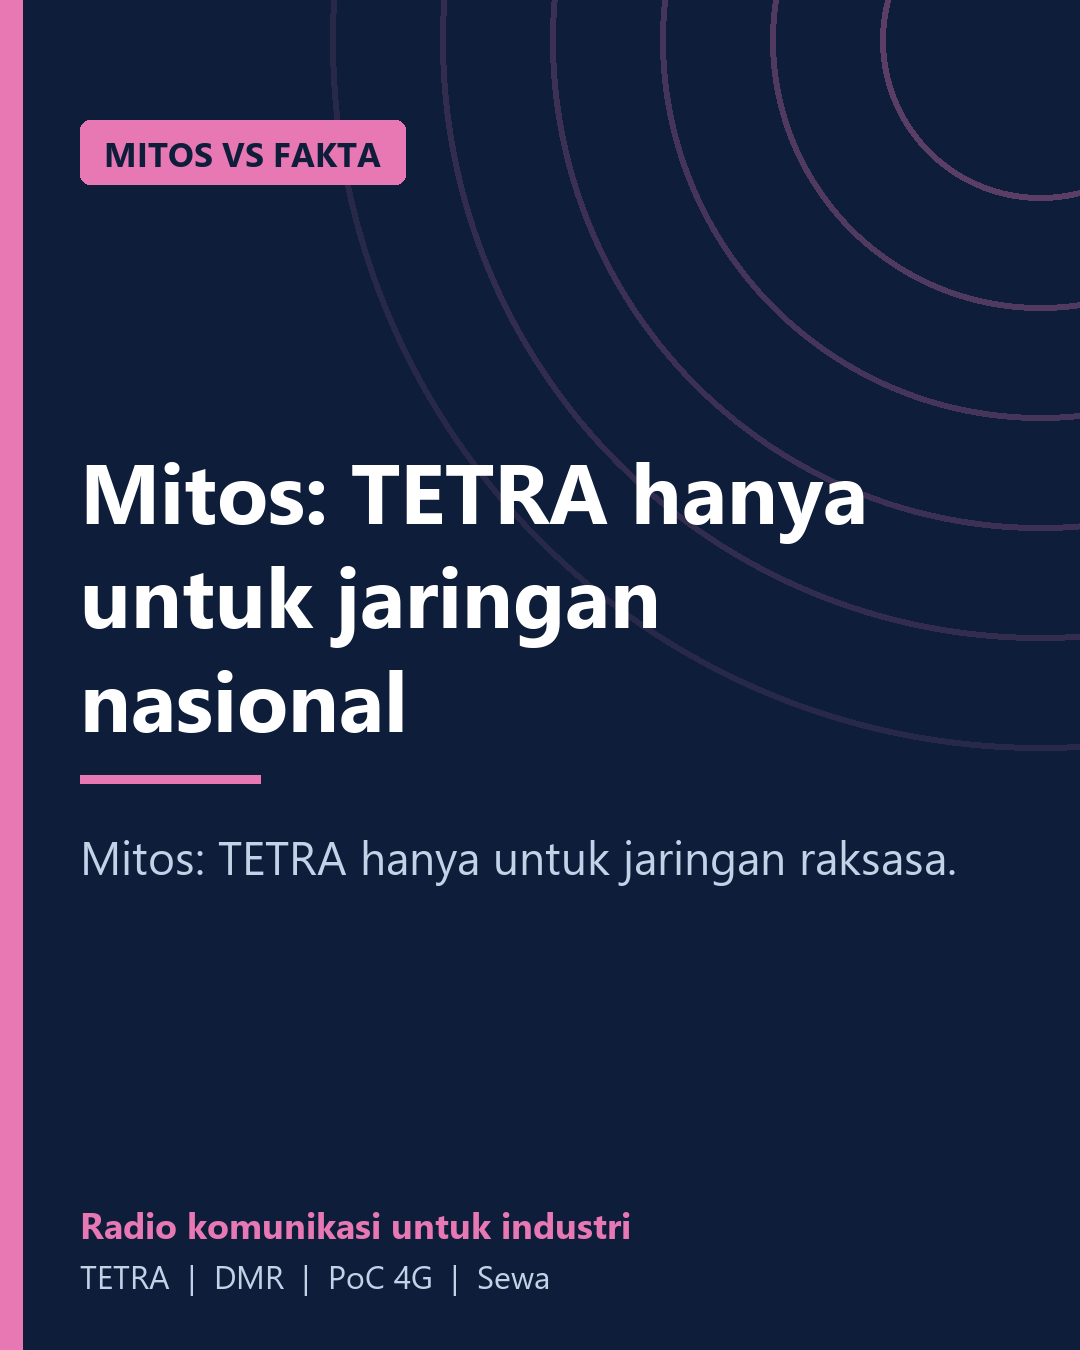 MITOS VS FAKTA
Mitos: TETRA hanya
untuk jaringan
nasional
Mitos: TETRA hanya untuk jaringan raksasa.
Radio komunikasi untuk industri
TETRA | DMR | PoC 4G | Sewa